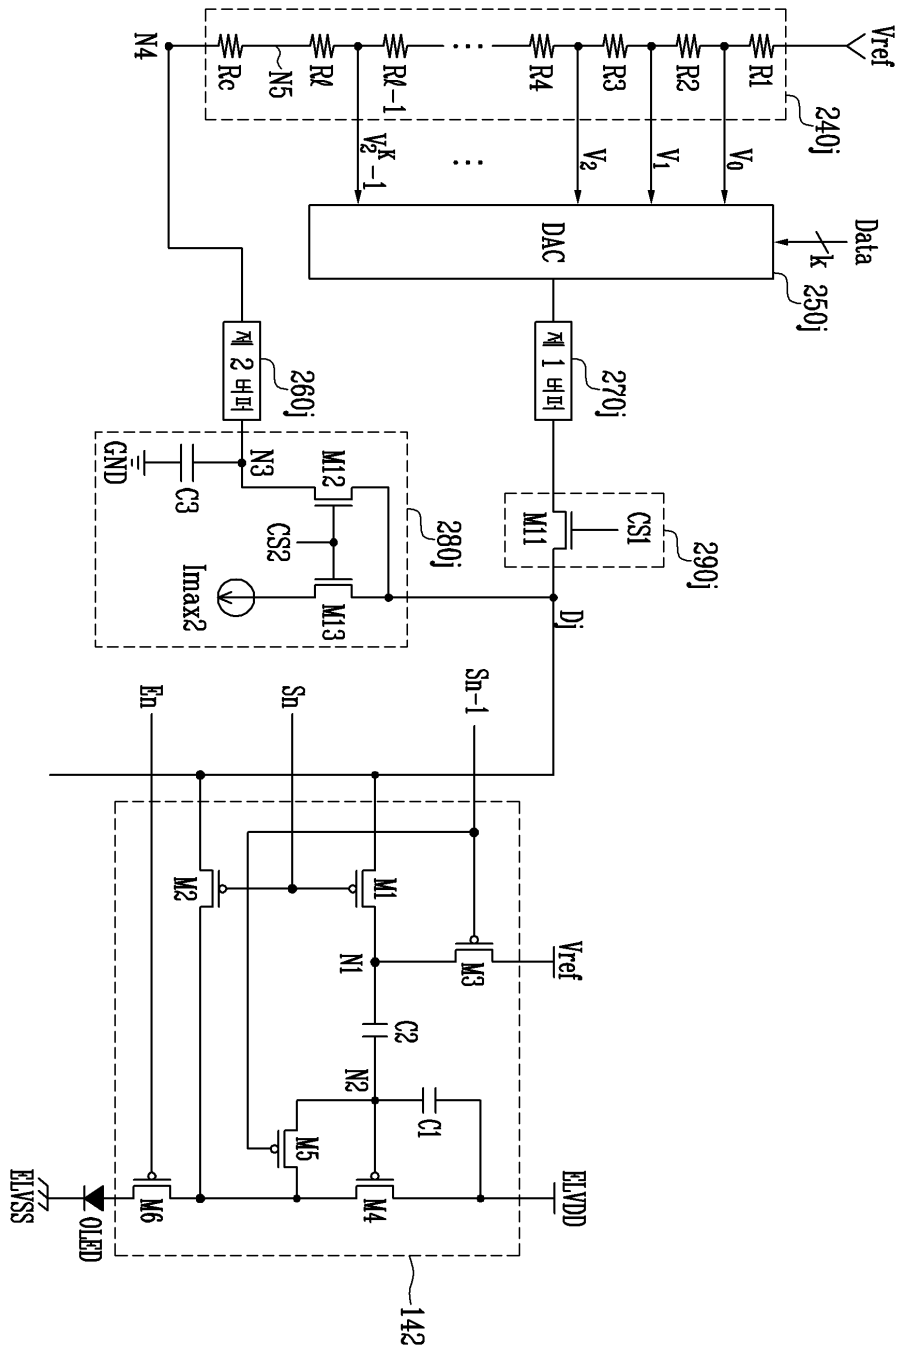 Vref
R1
R2
R3
R4
Rℓ-1
Rℓ
N5
Rc
N4
240j
V0
V1
V2
V2^K-1
Data
k
DAC
250j
제 1 버퍼
270j
제 2 버퍼
260j
CS1
M11
290j
N3
C3
GND
M12
CS2
M13
Imax2
280j
Dj
Sn-1
Sn
En
M1
M2
M3
Vref
N1
C2
N2
C1
M5
M4
M6
ELVDD
OLED
ELVSS
142